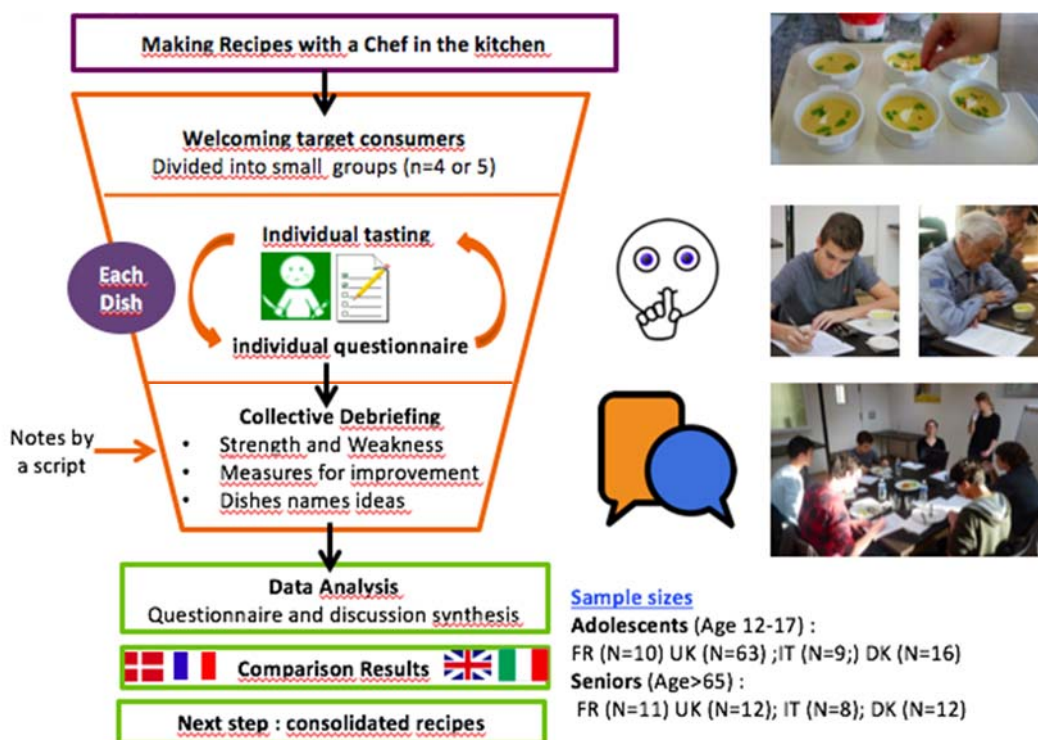 Making Recipes with a Chef in the kitchen
Welcoming target consumers
Divided into small groups (n=4 or 5)
Each
Dish
Individual tasting
individual questionnaire
Notes by
a script
Collective Debriefing
• Strength and Weakness
• Measures for improvement
• Dishes names ideas
Data Analysis
Questionnaire and discussion synthesis
Comparison Results
Next step : consolidated recipes
Sample sizes
Adolescents (Age 12-17) :
FR (N=10) UK (N=63) ;IT (N=9;) DK (N=16)
Seniors (Age>65) :
FR (N=11) UK (N=12); IT (N=8); DK (N=12)